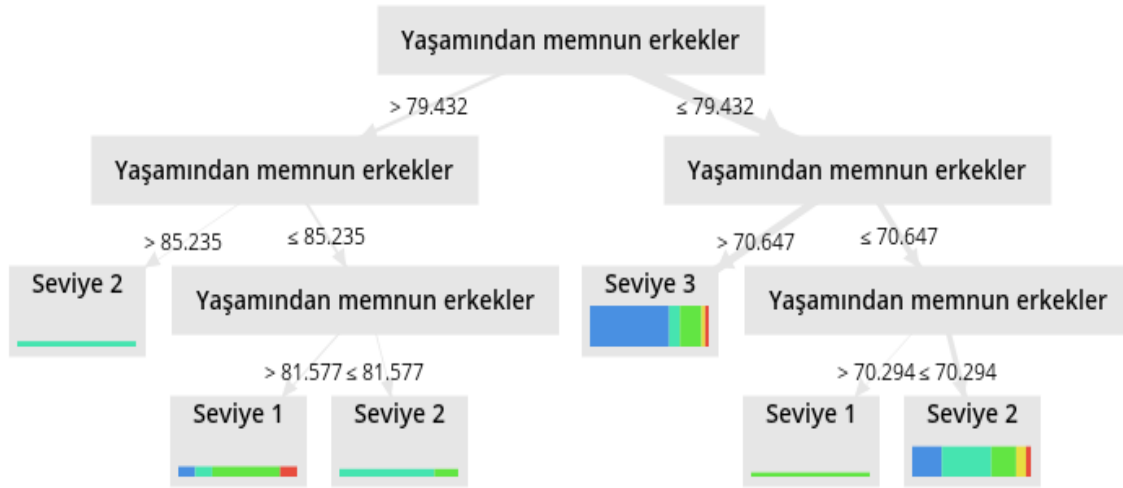 Yaşamından memnun erkekler
> 79.432
≤ 79.432
Yaşamından memnun erkekler
Yaşamından memnun erkekler
> 85.235
≤ 85.235
> 70.647
≤ 70.647
Seviye 2
Yaşamından memnun erkekler
Seviye 3
Yaşamından memnun erkekler
> 81.577
≤ 81.577
> 70.294
≤ 70.294
Seviye 1
Seviye 2
Seviye 1
Seviye 2